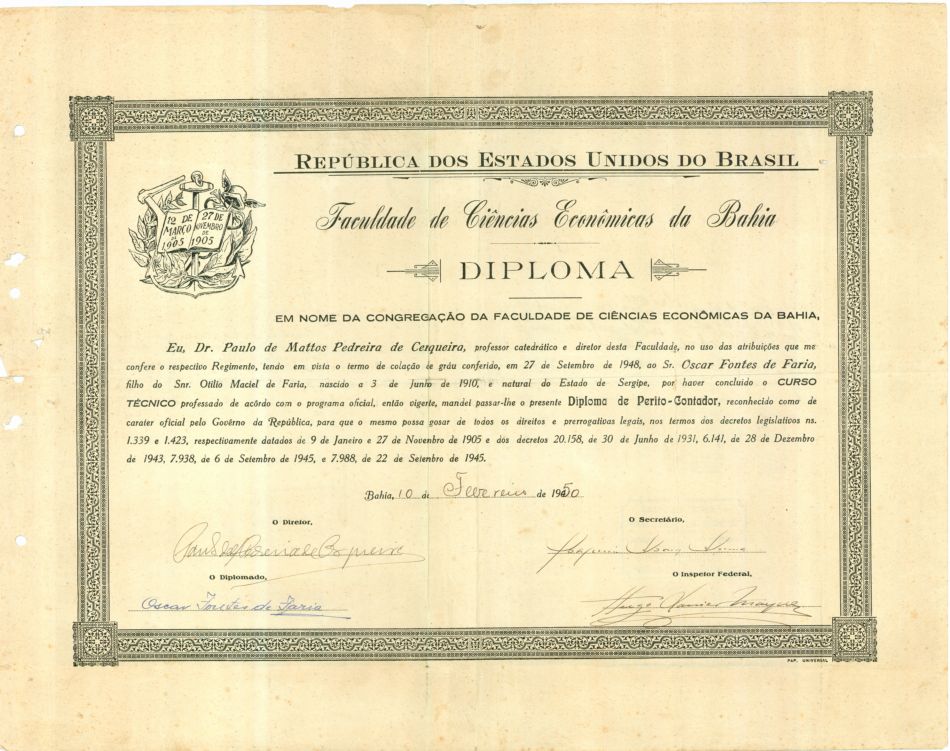 REPÚBLICA DOS ESTADOS UNIDOS DO BRASIL
12 DE MARÇO DE 1905
27 DE NOVEMBRO DE 1905
Faculdade de Ciências Econômicas da Bahia
DIPLOMA
EM NOME DA CONGREGAÇÃO DA FACULDADE DE CIÊNCIAS ECONÔMICAS DA BAHIA,
Eu, Dr. Paulo de Mattos Pedreira de Cerqueira, professor catedrático e diretor desta Faculdade, no uso das atribuições que me
confere o respectivo Regimento, tendo em vista o termo de colação de gráu conferido, em 27 de Setembro de 1948, ao Sr. Oscar Fontes de Faria,
filho do Snr. Otilio Maciel de Faria, nascido a 3 de Junho de 1910, e natural do Estado de Sergipe, por haver concluido o CURSO
TÉCNICO professado de acôrdo com o programa oficial, então vigente, mandei passar-lhe o presente Diploma de Perito-Contador, reconhecido como de
carater oficial pelo Govêrno da República, para que o mesmo possa gosar de todos os direitos e prerrogativas legais, nos termos dos decretos legislativos ns.
1.339 e 1.423, respectivamente datados de 9 de Janeiro e 27 de Novembro de 1905 e dos decretos 20.158, de 30 de Junho de 1931, 6.141, de 28 de Dezembro
de 1943, 7.938, de 6 de Setembro de 1945, e 7.988, de 22 de Setembro de 1945.
Bahia, 10 de Fevereiro de 1950
O Diretor,
O Secretário,
O Diplomado,
O Inspetor Federal,
Oscar Fontes de Faria
PAP. UNIVERSAL